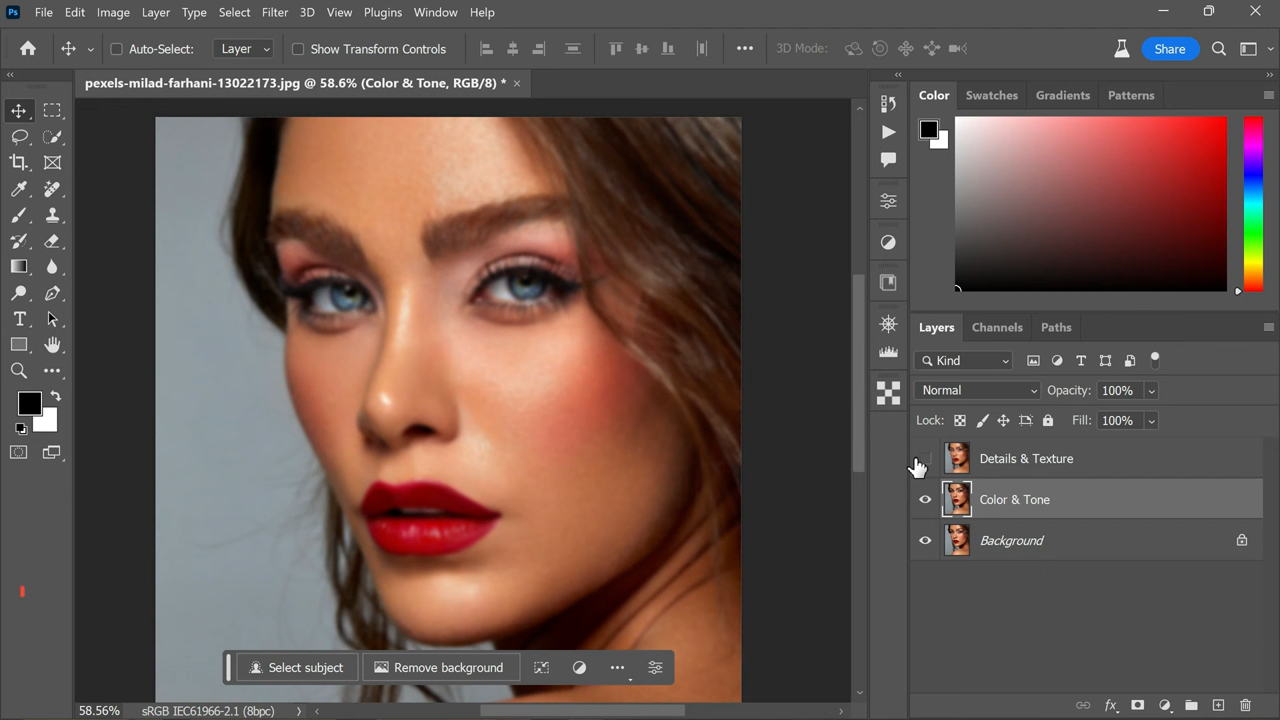 Ps File Edit Image Layer Type Select Filter 3D View Plugins Window Help
Auto-Select: Layer Show Transform Controls 3D Mode: Share
pexels-milad-farhani-13022173.jpg @ 58.6% (Color & Tone, RGB/8) *
Color Swatches Gradients Patterns
Layers Channels Paths
Kind
Normal Opacity: 100%
Lock: Fill: 100%
Details & Texture
Color & Tone
Background
Select subject Remove background
58.56% sRGB IEC61966-2.1 (8bpc)
fx